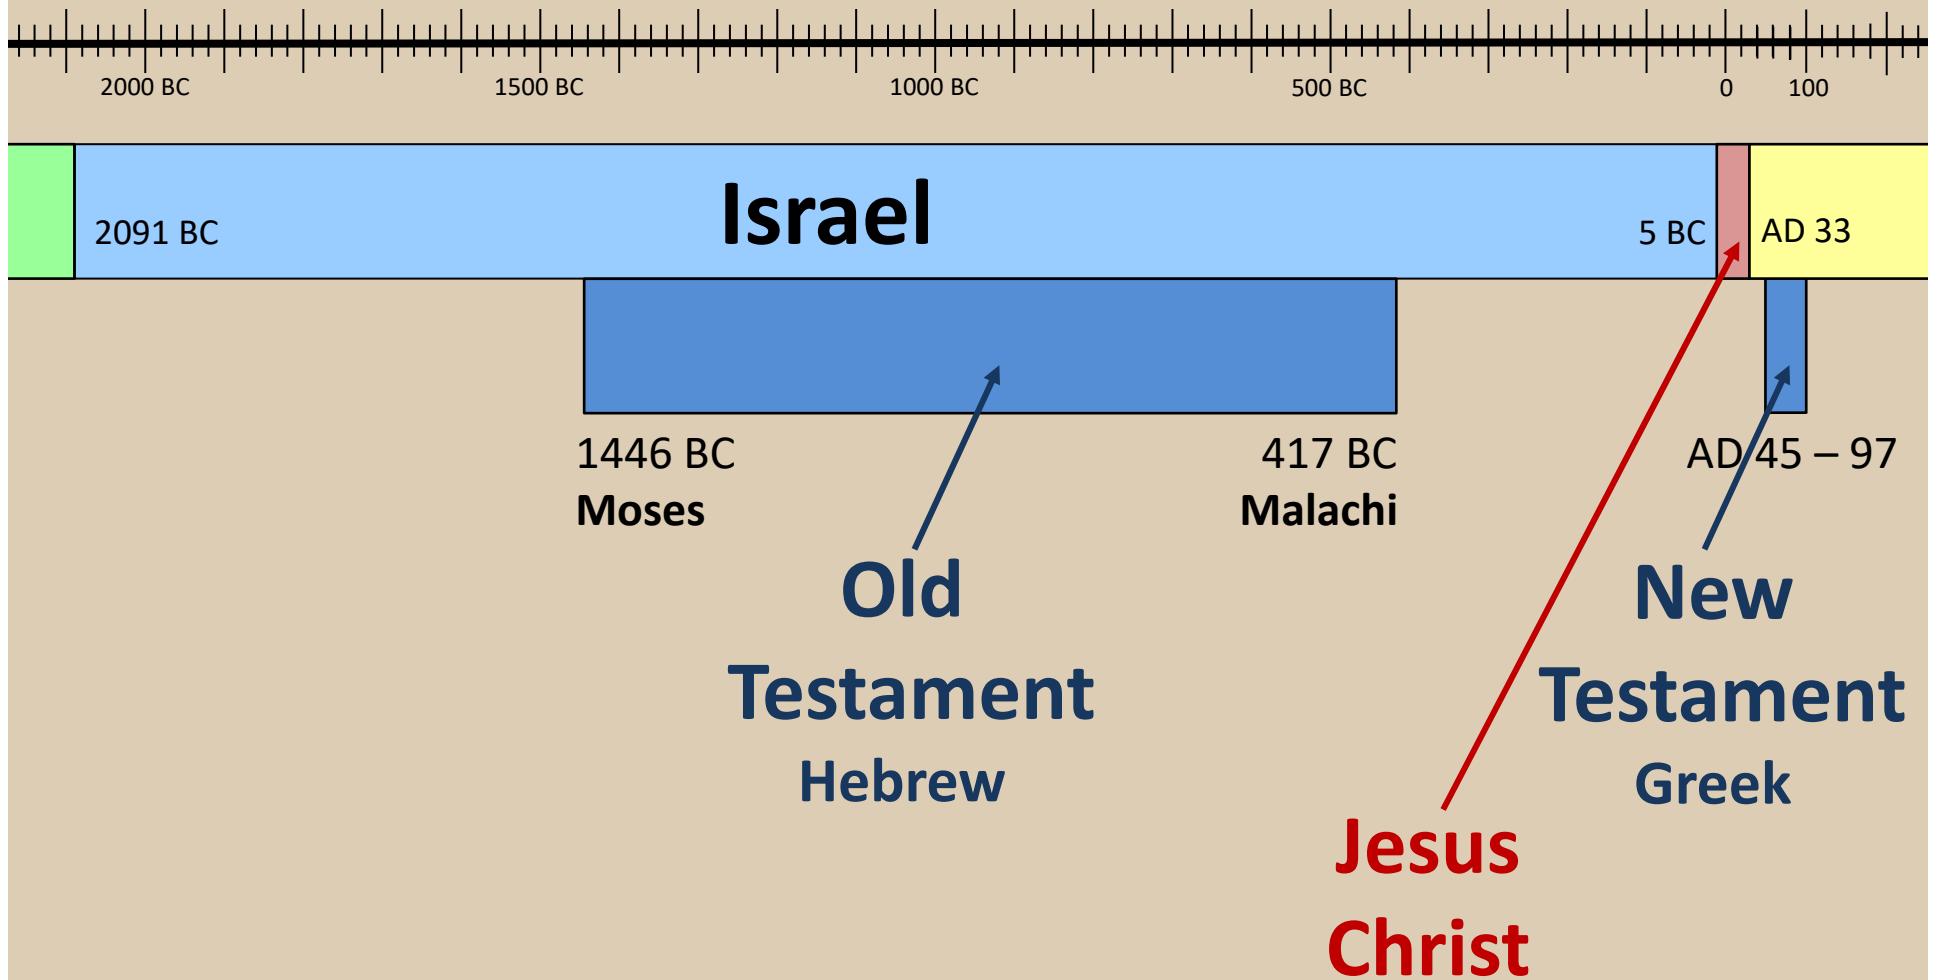 2000 BC 1500 BC 1000 BC 500 BC 0 100
Israel
2091 BC 5 BC AD 33
1446 BC 417 BC AD 45 – 97
Moses Malachi
Old
Testament
Hebrew
New
Testament
Greek
Jesus
Christ